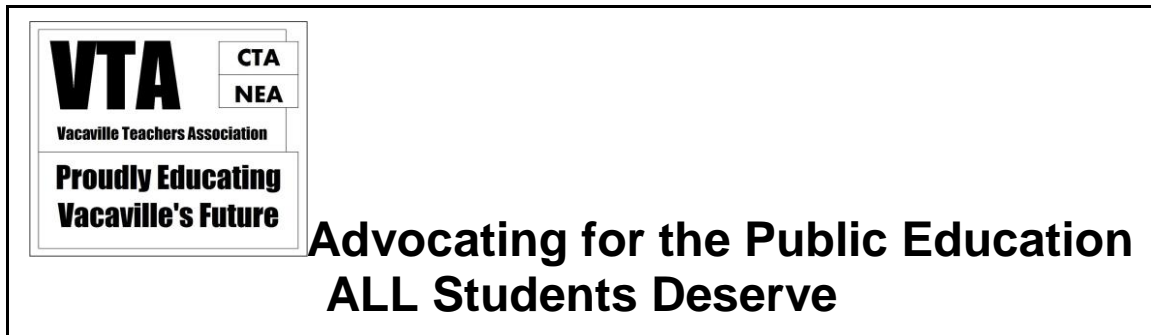 VTA
CTA
NEA
Vacaville Teachers Association
Proudly Educating
Vacaville's Future
Advocating for the Public Education
ALL Students Deserve